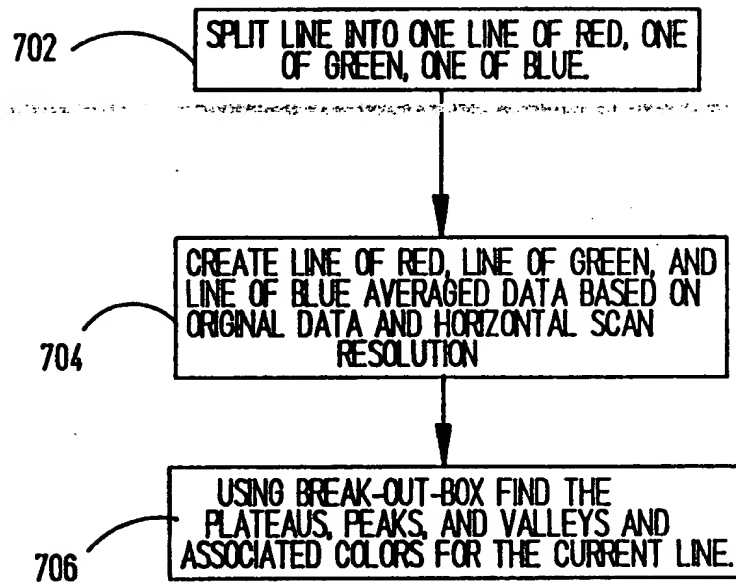 702
SPLIT LINE INTO ONE LINE OF RED, ONE
OF GREEN, ONE OF BLUE.
CREATE LINE OF RED, LINE OF GREEN, AND
LINE OF BLUE AVERAGED DATA BASED ON
ORIGINAL DATA AND HORIZONTAL SCAN
RESOLUTION
704
USING BREAK-OUT-BOX FIND THE
PLATEAUS, PEAKS, AND VALLEYS AND
ASSOCIATED COLORS FOR THE CURRENT LINE.
706